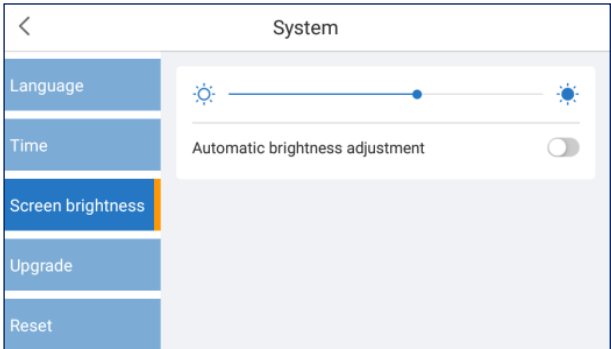 System
Language
Time
Screen brightness
Upgrade
Reset
Automatic brightness adjustment